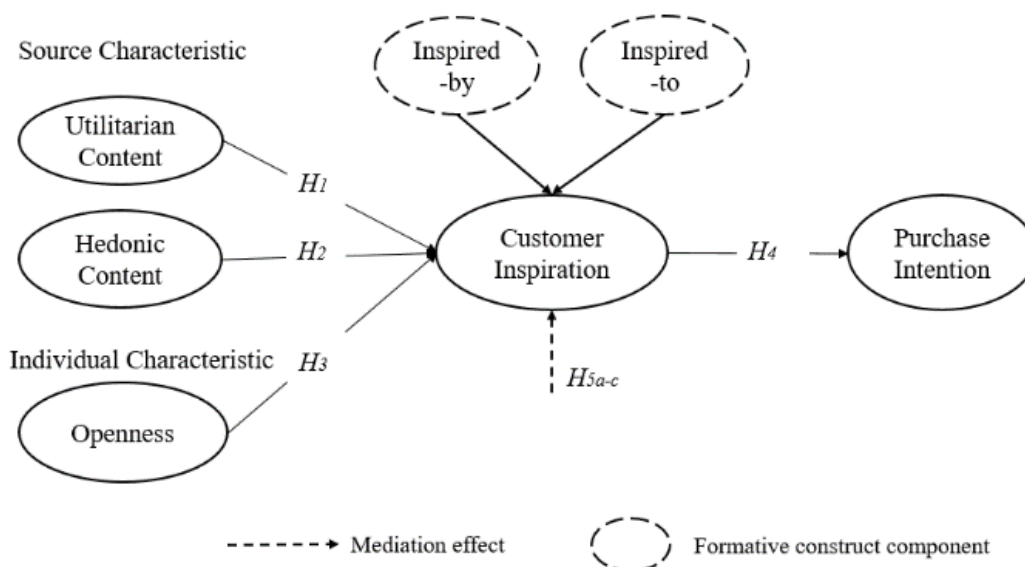 Source Characteristic
Inspired
-by
Inspired
-to
Utilitarian
Content
H1
Hedonic
Content
H2
Customer
Inspiration
H4
Purchase
Intention
Individual Characteristic
H3
H5a-c
Openness
Mediation effect
Formative construct component